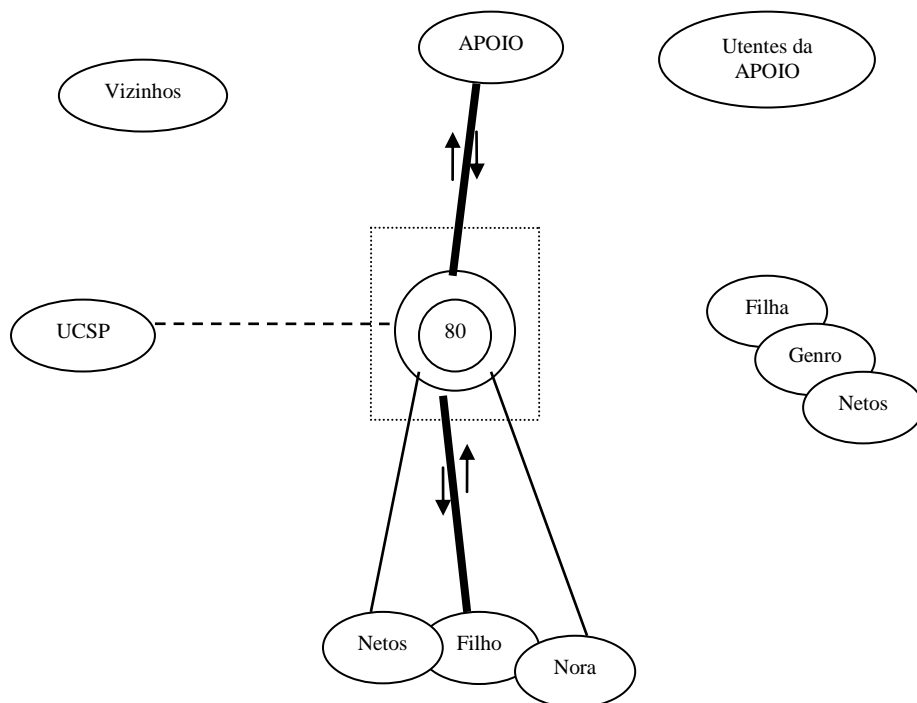 APOIO
Utentes da
APOIO
Vizinhos
UCSP
80
Filha
Genro
Netos
Netos
Filho
Nora